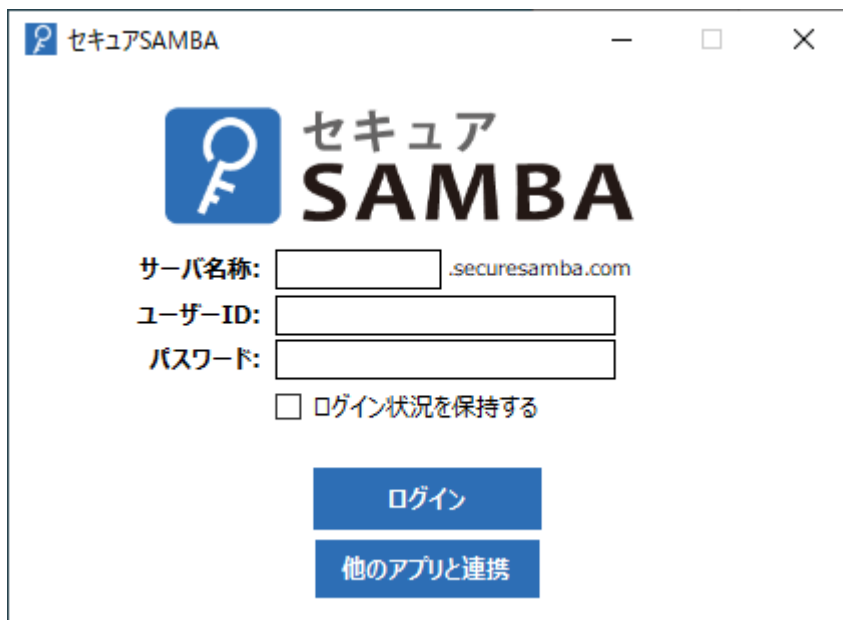 セキュアSAMBA
セキュア
SAMBA
サーバ名称: .securesamba.com
ユーザーID:
パスワード:
ログイン状況を保持する
ログイン
他のアプリと連携